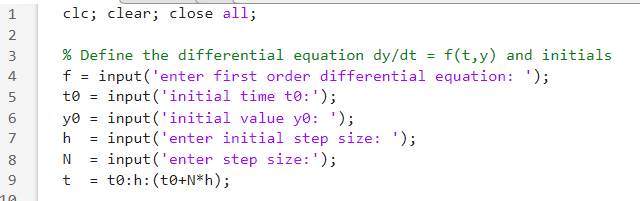 1 clc; clear; close all;
2
3 % Define the differential equation dy/dt = f(t,y) and initials
4 f = input('enter first order differential equation: ');
5 t0 = input('initial time t0:');
6 y0 = input('initial value y0: ');
7 h = input('enter initial step size: ');
8 N = input('enter step size:');
9 t = t0:h:(t0+N*h);
10